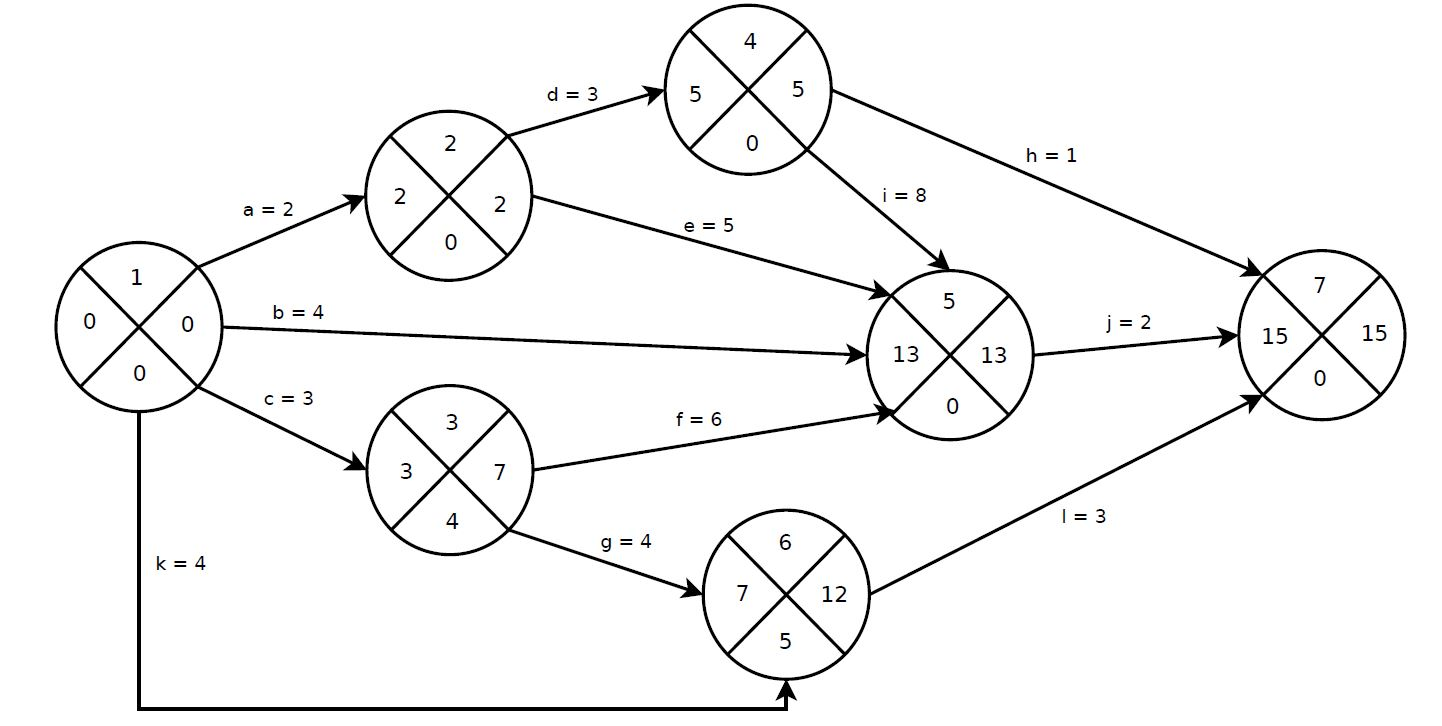 4
5 5
0
d = 3
h = 1
2
2 2
0
a = 2
i = 8
e = 5
1
0 0
0
b = 4
5
13 13
0
j = 2
7
15 15
0
c = 3
3
3 7
4
f = 6
g = 4
6
7 12
5
l = 3
k = 4